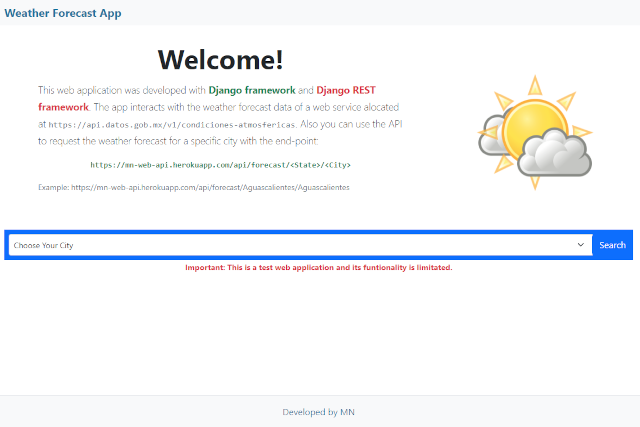 Weather Forecast App
Welcome!
This web application was developed with Django framework and Django REST
framework. The app interacts with the weather forecast data of a web service alocated
at https://api.datos.gob.mx/v1/condiciones-atmosfericas. Also you can use the API
to request the weather forecast for a specific city with the end-point:
https://mn-web-api.herokuapp.com/api/forecast/<State>/<City>
Example: https://mn-web-api.herokuapp.com/api/forecast/Aguascalientes/Aguascalientes
Choose Your City
Search
Important: This is a test web application and its funtionality is limitated.
Developed by MN